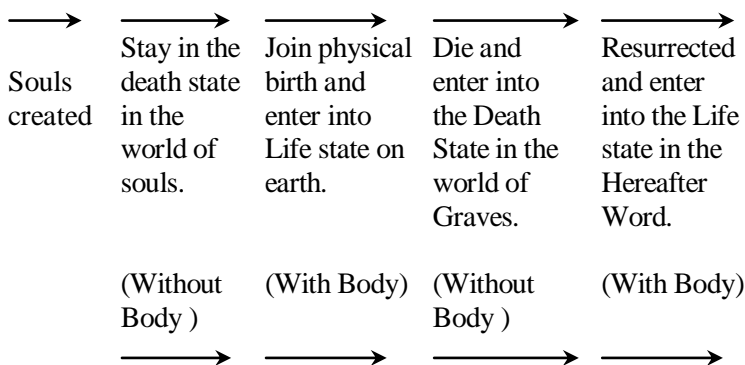 Souls
created
Stay in the
death state
in the
world of
souls.
(Without
Body )
Join physical
birth and
enter into
Life state on
earth.
(With Body)
Die and
enter into
the Death
State in the
world of
Graves.
(Without
Body )
Resurrected
and enter
into the Life
state in the
Hereafter
Word.
(With Body)